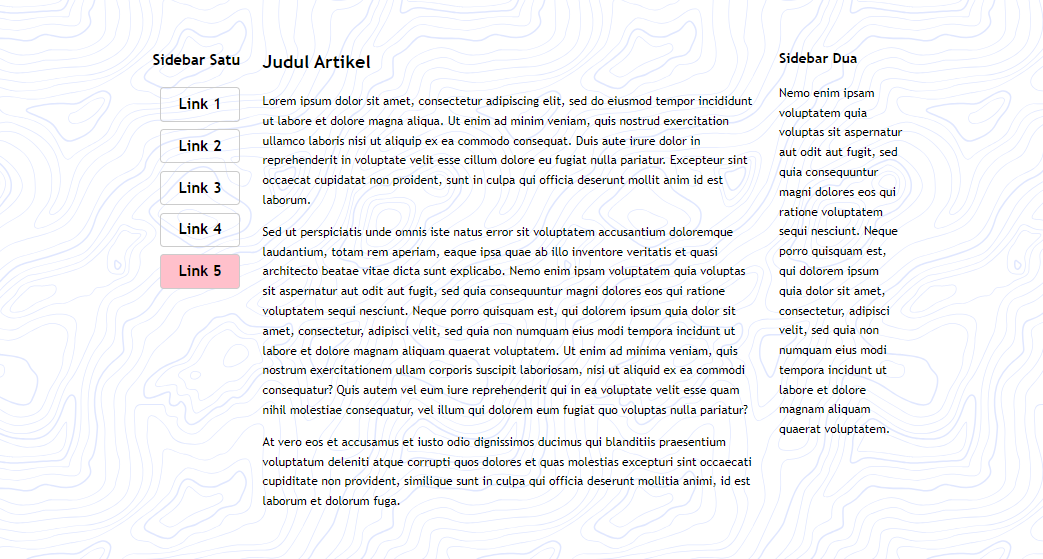 Sidebar Satu
Link 1
Link 2
Link 3
Link 4
Link 5
Judul Artikel
Lorem ipsum dolor sit amet, consectetur adipiscing elit, sed do eiusmod tempor incididunt
ut labore et dolore magna aliqua. Ut enim ad minim veniam, quis nostrud exercitation
ullamco laboris nisi ut aliquip ex ea commodo consequat. Duis aute irure dolor in
reprehenderit in voluptate velit esse cillum dolore eu fugiat nulla pariatur. Excepteur sint
occaecat cupidatat non proident, sunt in culpa qui officia deserunt mollit anim id est
laborum.
Sed ut perspiciatis unde omnis iste natus error sit voluptatem accusantium doloremque
laudantium, totam rem aperiam, eaque ipsa quae ab illo inventore veritatis et quasi
architecto beatae vitae dicta sunt explicabo. Nemo enim ipsam voluptatem quia voluptas
sit aspernatur aut odit aut fugit, sed quia consequuntur magni dolores eos qui ratione
voluptatem sequi nesciunt. Neque porro quisquam est, qui dolorem ipsum quia dolor sit
amet, consectetur, adipisci velit, sed quia non numquam eius modi tempora incidunt ut
labore et dolore magnam aliquam quaerat voluptatem. Ut enim ad minima veniam, quis
nostrum exercitationem ullam corporis suscipit laboriosam, nisi ut aliquid ex ea commodi
consequatur? Quis autem vel eum iure reprehenderit qui in ea voluptate velit esse quam
nihil molestiae consequatur, vel illum qui dolorem eum fugiat quo voluptas nulla pariatur?
At vero eos et accusamus et iusto odio dignissimos ducimus qui blanditiis praesentium
voluptatum deleniti atque corrupti quos dolores et quas molestias excepturi sint occaecati
cupiditate non provident, similique sunt in culpa qui officia deserunt mollitia animi, id est
laborum et dolorum fuga.
Sidebar Dua
Nemo enim ipsam
voluptatem quia
voluptas sit aspernatur
aut odit aut fugit, sed
quia consequuntur
magni dolores eos qui
ratione voluptatem
sequi nesciunt. Neque
porro quisquam est,
qui dolorem ipsum
quia dolor sit amet,
consectetur, adipisci
velit, sed quia non
numquam eius modi
tempora incidunt ut
labore et dolore
magnam aliquam
quaerat voluptatem.